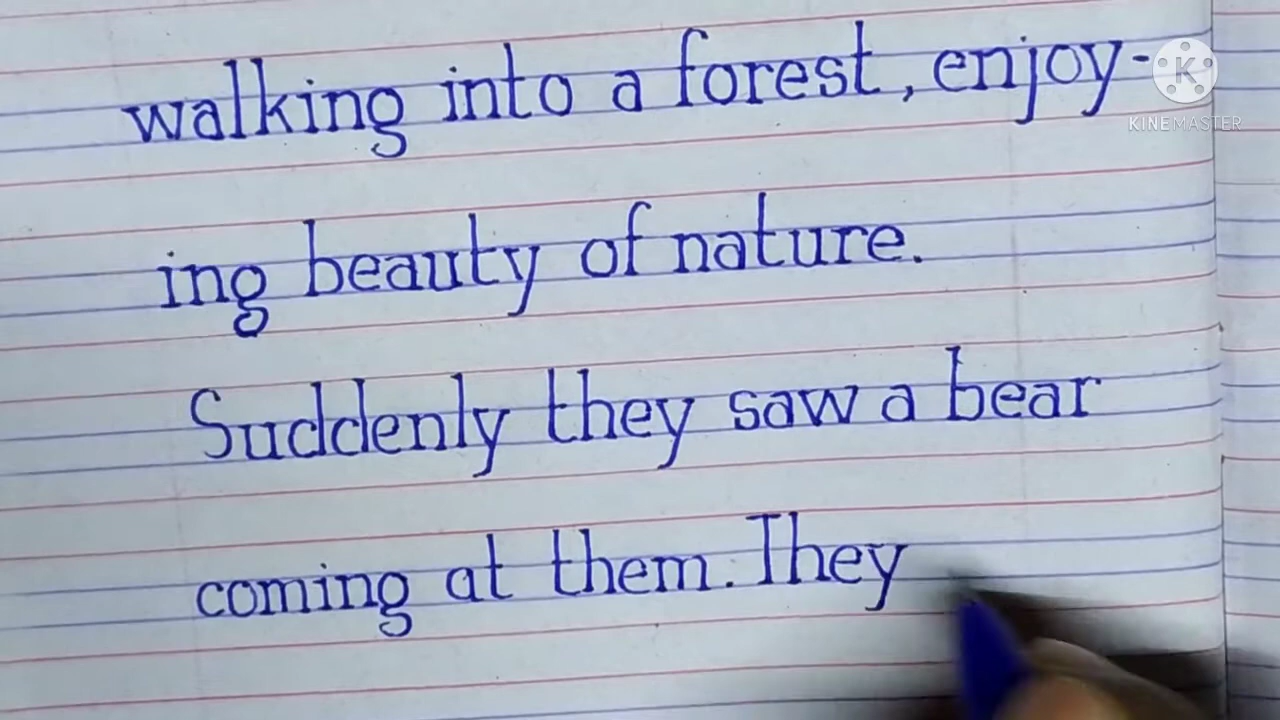 walking into a forest, enjoy-
ing beauty of nature.
Suddenly they saw a bear
coming at them. They
K
KINEMASTER